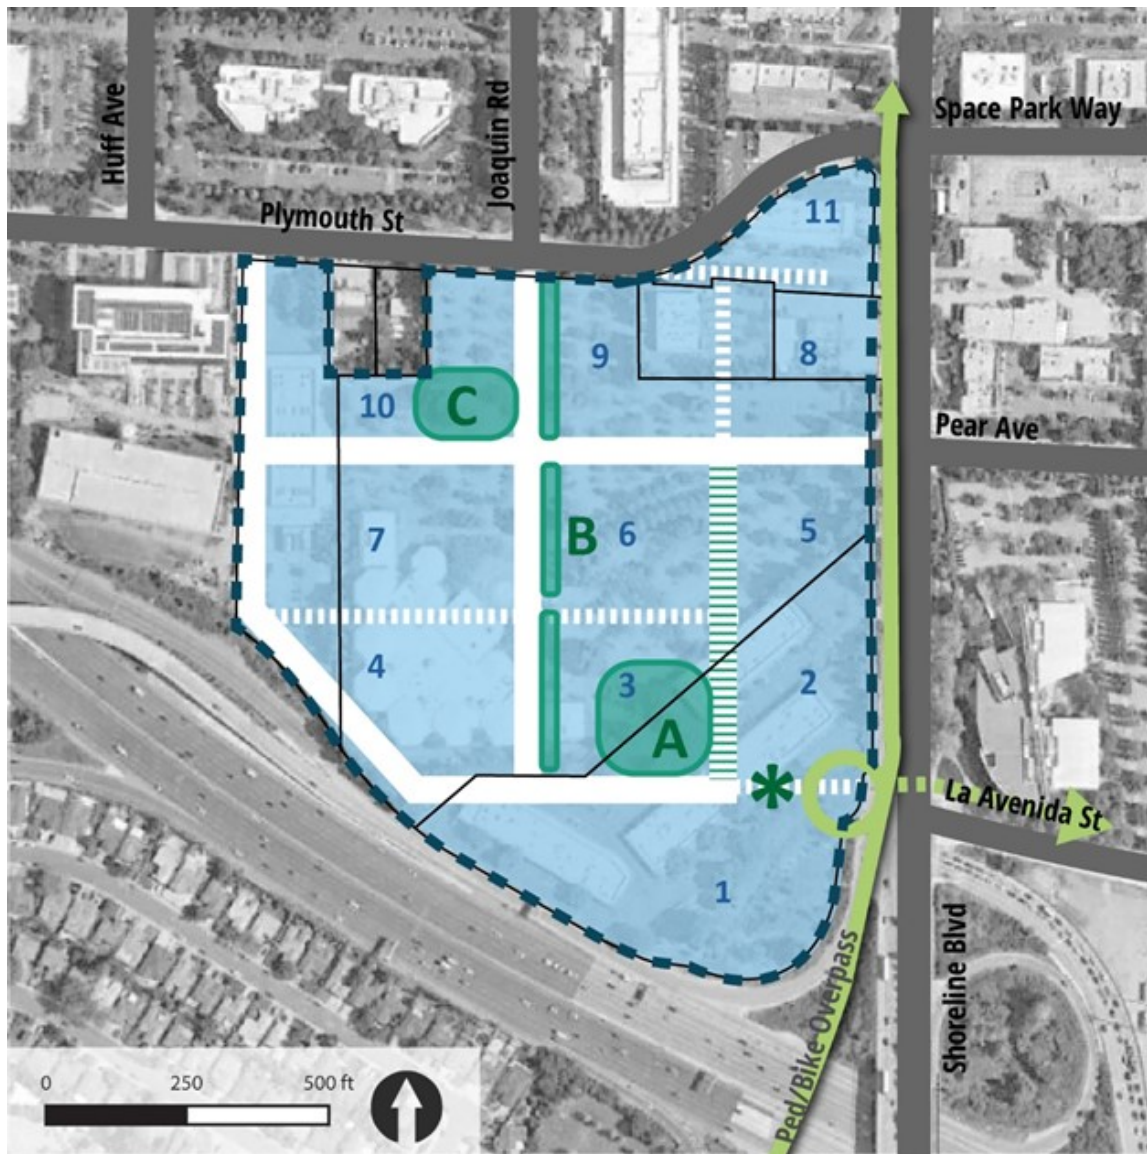 Space Park Way
Huff Ave
Joaquin Rd
Plymouth St
11
9
8
10
C
Pear Ave
7
B
6
5
4
3
2
A
*
La Avenida St
1
Shoreline Blvd
Ped/Bike Overpass
0 250 500 ft